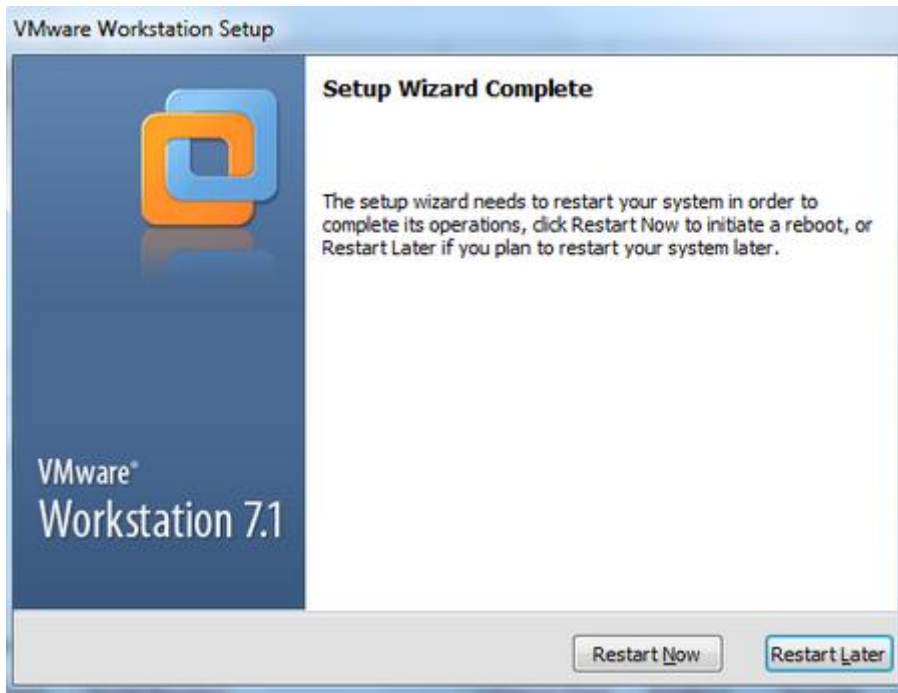 VMware Workstation Setup
Setup Wizard Complete
The setup wizard needs to restart your system in order to
complete its operations, click Restart Now to initiate a reboot, or
Restart Later if you plan to restart your system later.
VMware®
Workstation 7.1
Restart Now
Restart Later